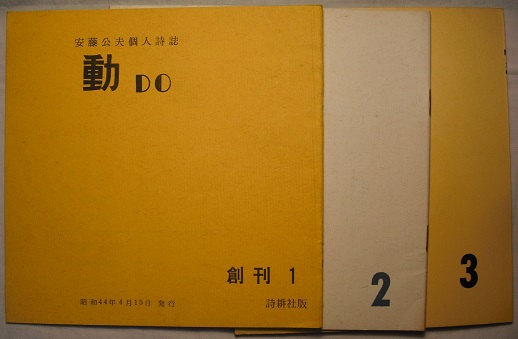 安藤公夫個人詩誌
動 DO
創刊 1
昭和44年4月10日 発行
詩耕社版
2
3